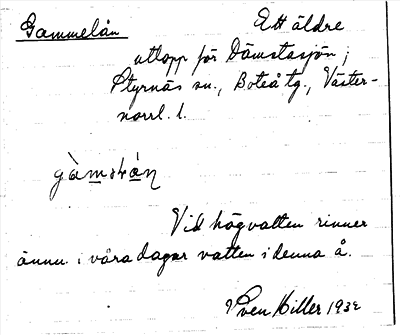 Gammelån Ett äldre
utlopp för Dämstasjön;
Styrnäs sn., Boteå tg., Väster-
norrl. l.
Vid högvatten rinner
ännu i våra dagar vatten i denna å.
Sven Hiller 1932